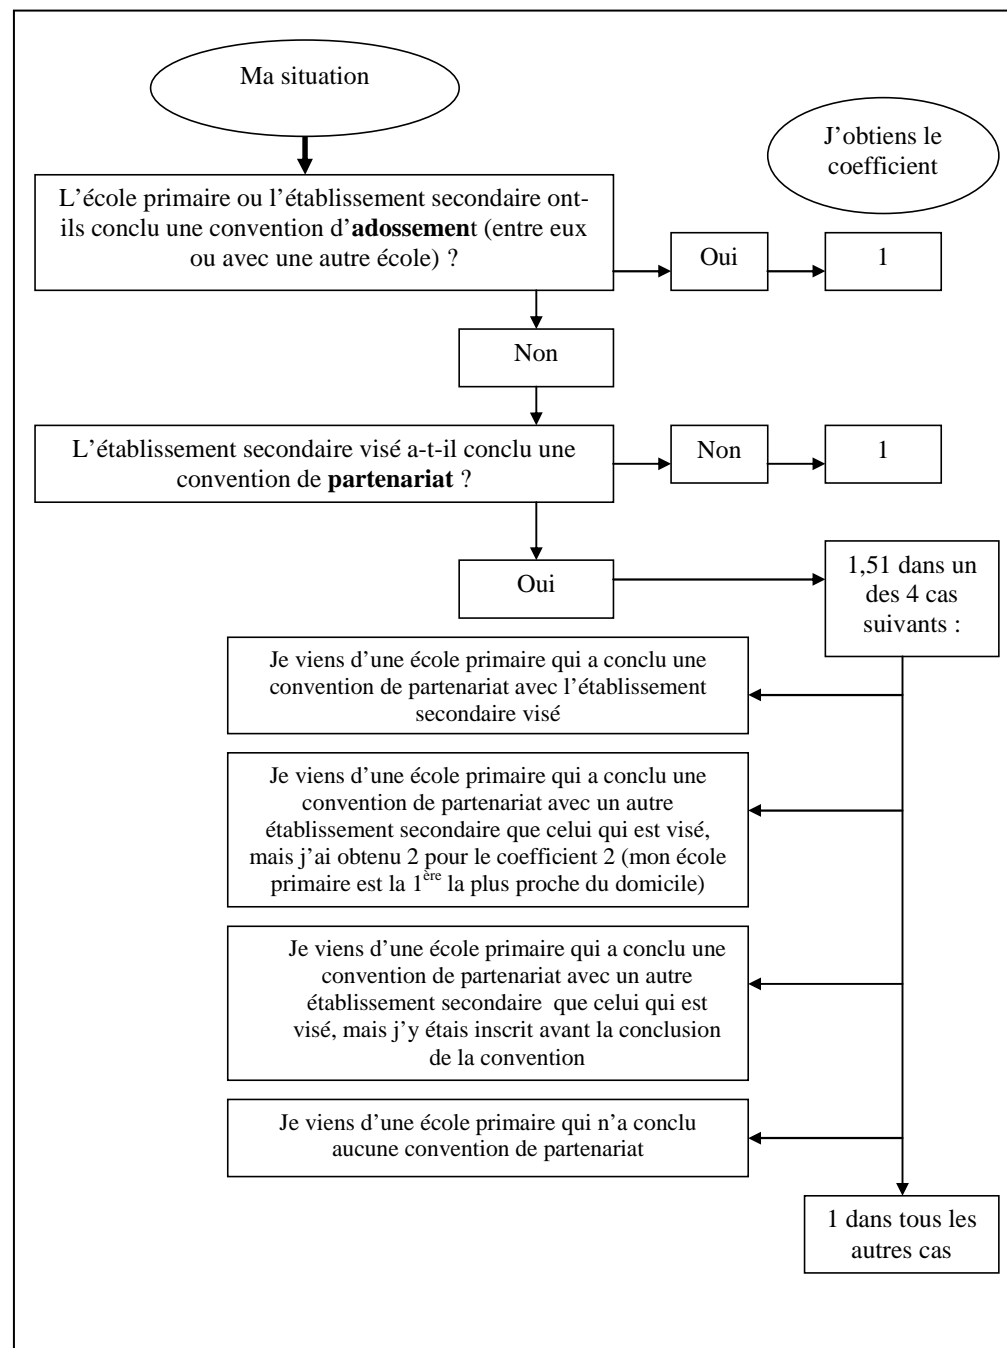 Ma situation
J’obtiens le
coefficient
L’école primaire ou l’établissement secondaire ont-
ils conclu une convention d’adossement (entre eux
ou avec une autre école) ?
Oui
1
Non
L’établissement secondaire visé a-t-il conclu une
convention de partenariat ?
Non
1
Oui
1,51 dans un
des 4 cas
suivants :
Je viens d’une école primaire qui a conclu une
convention de partenariat avec l’établissement
secondaire visé
Je viens d’une école primaire qui a conclu une
convention de partenariat avec un autre
établissement secondaire que celui qui est visé,
mais j’ai obtenu 2 pour le coefficient 2 (mon école
primaire est la 1ère la plus proche du domicile)
Je viens d’une école primaire qui a conclu une
convention de partenariat avec un autre
établissement secondaire que celui qui est
visé, mais j’y étais inscrit avant la conclusion
de la convention
Je viens d’une école primaire qui n’a conclu
aucune convention de partenariat
1 dans tous les
autres cas